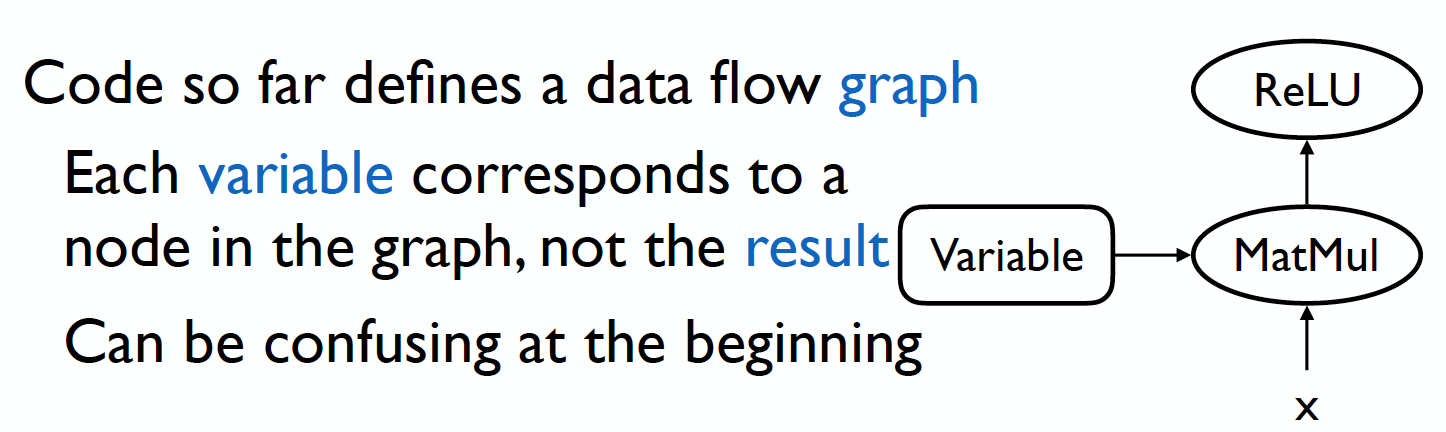 Code so far defines a data flow graph
Each variable corresponds to a
node in the graph, not the result
Can be confusing at the beginning
ReLU
Variable
MatMul
x